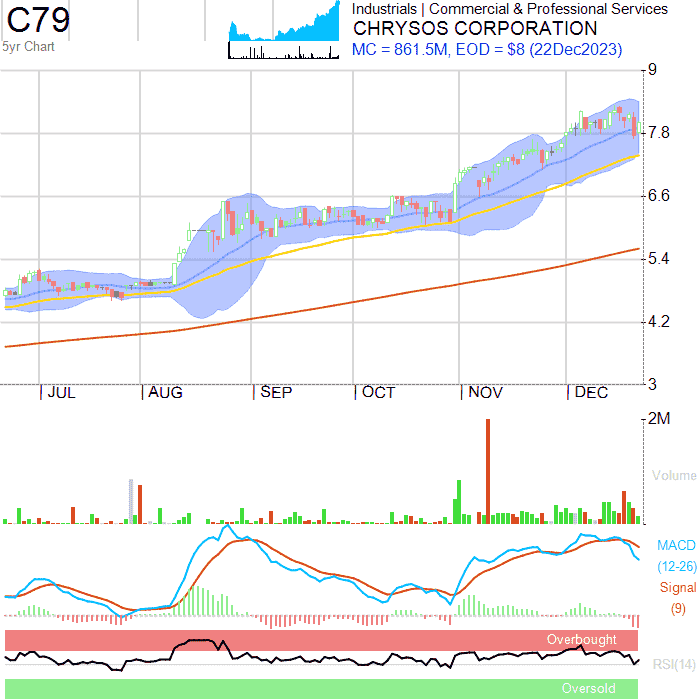 C79
5yr Chart
Industrials | Commercial & Professional Services
CHRYSOS CORPORATION
MC = 861.5M, EOD = $8 (22Dec2023)
9
7.8
6.6
5.4
4.2
3
JUL AUG SEP OCT NOV DEC
2M
Volume
MACD
(12-26)
Signal
(9)
Overbought
RSI(14)
Oversold